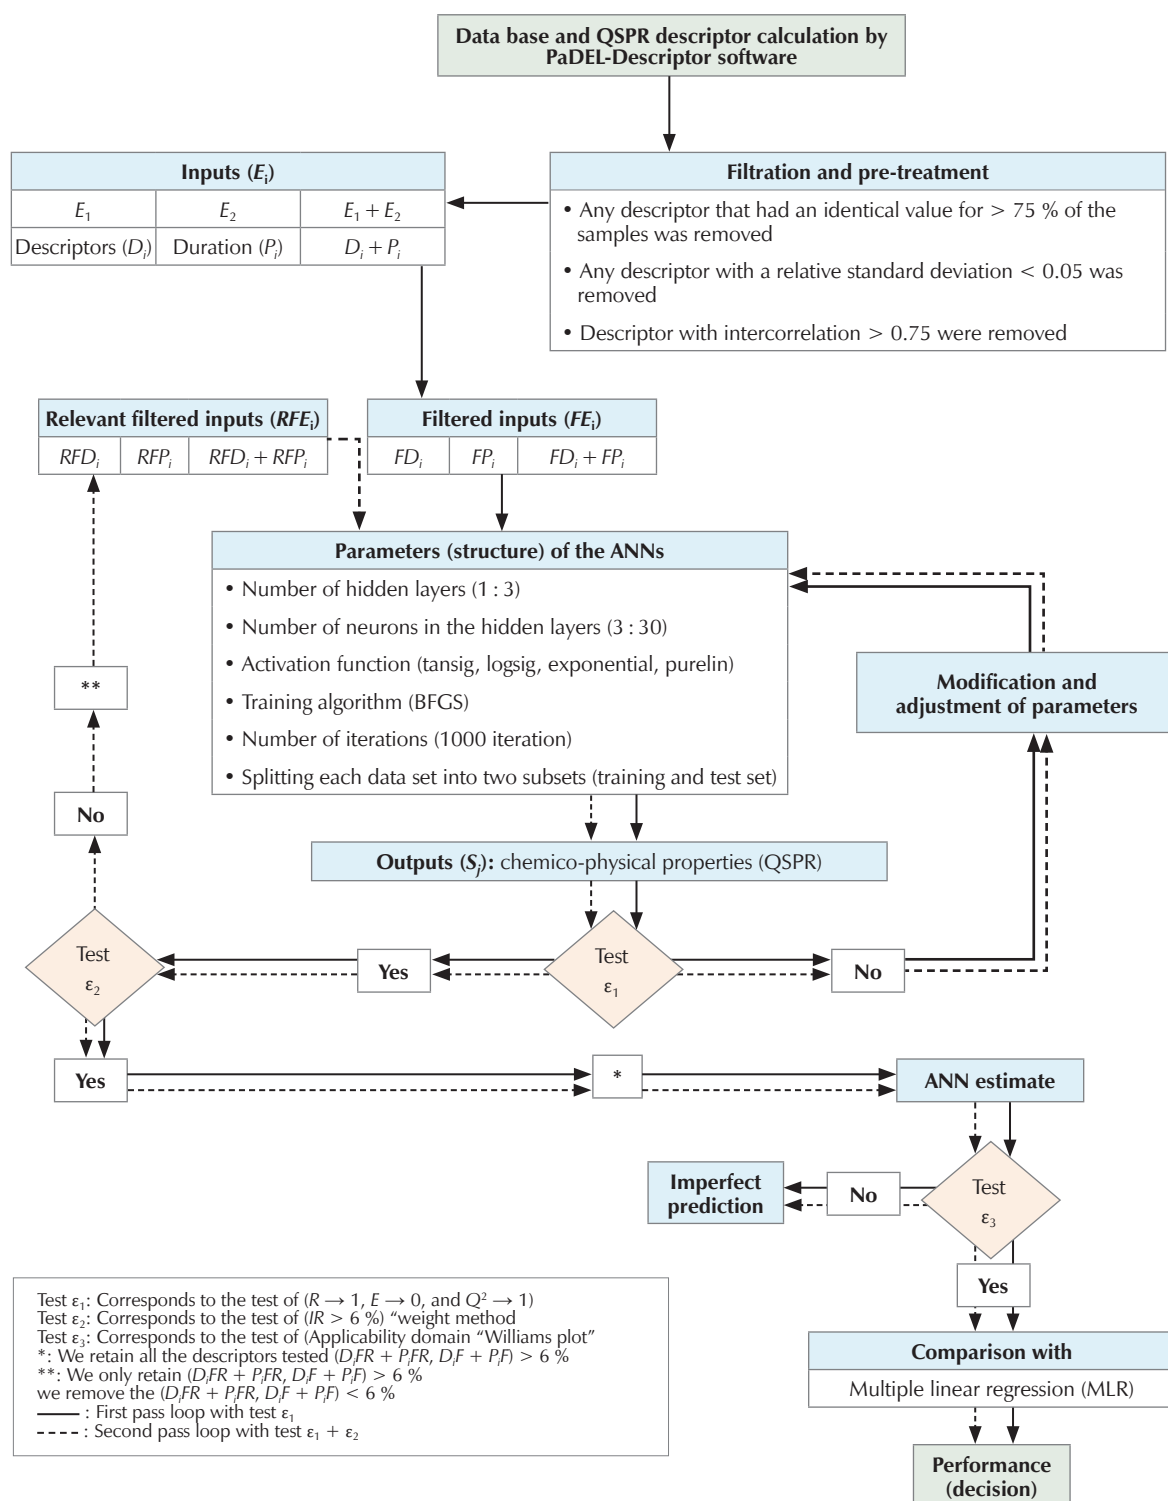 Data base and QSPR descriptor calculation by
PaDEL-Descriptor software
Inputs (Ei)
E1 E2 E1 + E2
Descriptors (Di) Duration (Pi) Di + Pi
Filtration and pre-treatment
• Any descriptor that had an identical value for > 75 % of the
samples was removed
• Any descriptor with a relative standard deviation < 0.05 was
removed
• Descriptor with intercorrelation > 0.75 were removed
Relevant filtered inputs (RFEi)
RFDi RFPi RFDi + RFPi
Filtered inputs (FEi)
FDi FPi FDi + FPi
Parameters (structure) of the ANNs
• Number of hidden layers (1 : 3)
• Number of neurons in the hidden layers (3 : 30)
• Activation function (tansig, logsig, exponential, purelin)
• Training algorithm (BFGS)
• Number of iterations (1000 iteration)
• Splitting each data set into two subsets (training and test set)
Modification and
adjustment of parameters
**
No
Outputs (Sj): chemico-physical properties (QSPR)
Test
ε2
Yes
Test
ε1
No
Yes
*
ANN estimate
Imperfect
prediction
No
Test
ε3
Yes
Comparison with
Multiple linear regression (MLR)
Performance
(decision)
Test ε1: Corresponds to the test of (R → 1, E → 0, and Q² → 1)
Test ε2: Corresponds to the test of (IR > 6 %) “weight method
Test ε3: Corresponds to the test of (Applicability domain “Williams plot”
*: We retain all the descriptors tested (DiFR + PiFR, DiF + PiF) > 6 %
**: We only retain (DiFR + PiFR, DiF + PiF) > 6 %
we remove the (DiFR + PiFR, DiF + PiF) < 6 %
: First pass loop with test ε1
: Second pass loop with test ε1 + ε2